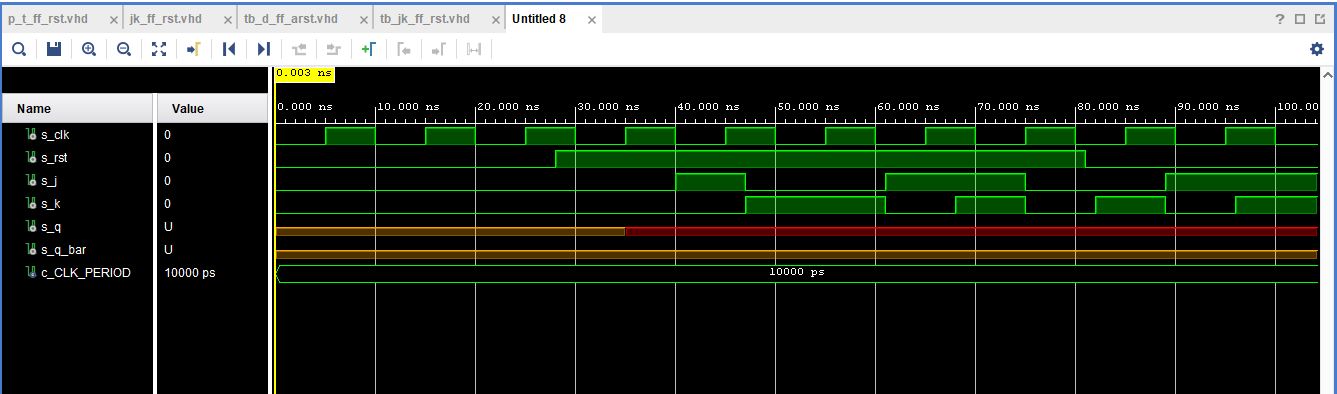 p_t_ff_rst.vhd × jk_ff_rst.vhd × tb_d_ff_arst.vhd × tb_jk_ff_rst.vhd × Untitled 8 × ?
0.003 ns
Name Value 0.000 ns 10.000 ns 20.000 ns 30.000 ns 40.000 ns 50.000 ns 60.000 ns 70.000 ns 80.000 ns 90.000 ns 100.00
s_clk 0
s_rst 0
s_j 0
s_k 0
s_q U
s_q_bar U
c_CLK_PERIOD 10000 ps 10000 ps